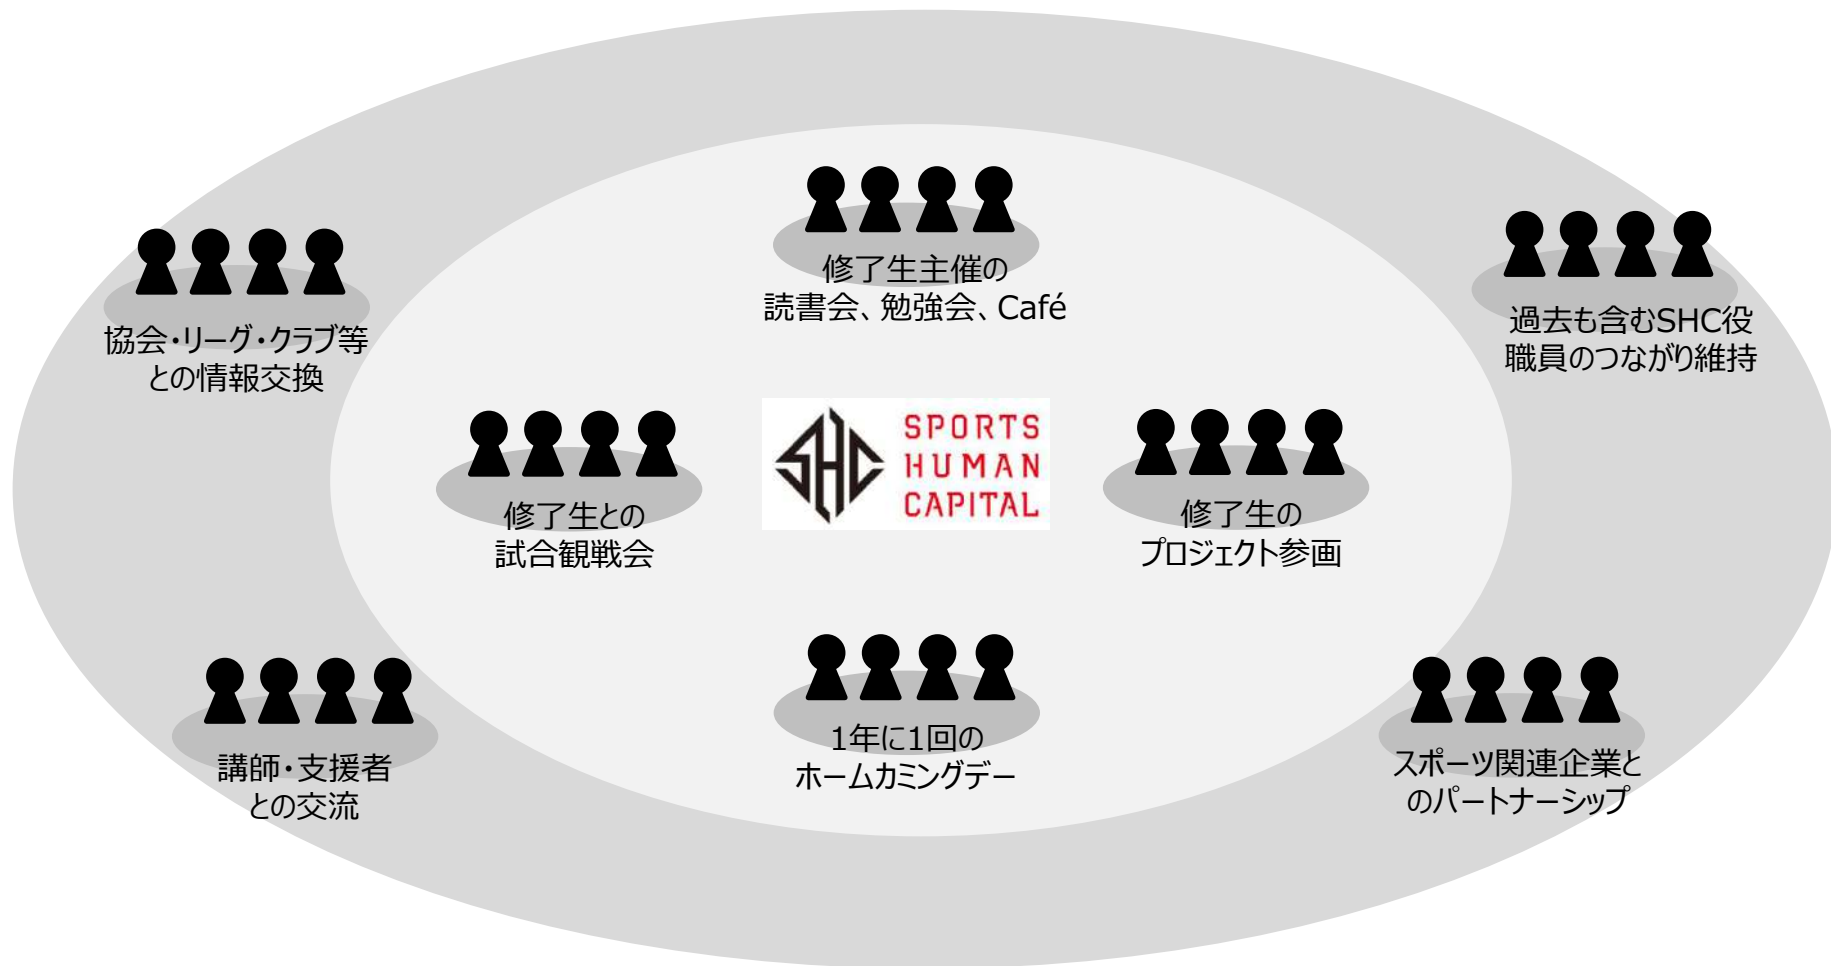 修了生主催の
読書会、勉強会、Café
協会・リーグ・クラブ等
との情報交換
過去も含むSHC役
職員のつながり維持
修了生との
試合観戦会
SHC
SPORTS
HUMAN
CAPITAL
修了生の
プロジェクト参画
講師・支援者
との交流
1年に1回の
ホームカミングデー
スポーツ関連企業と
のパートナーシップ